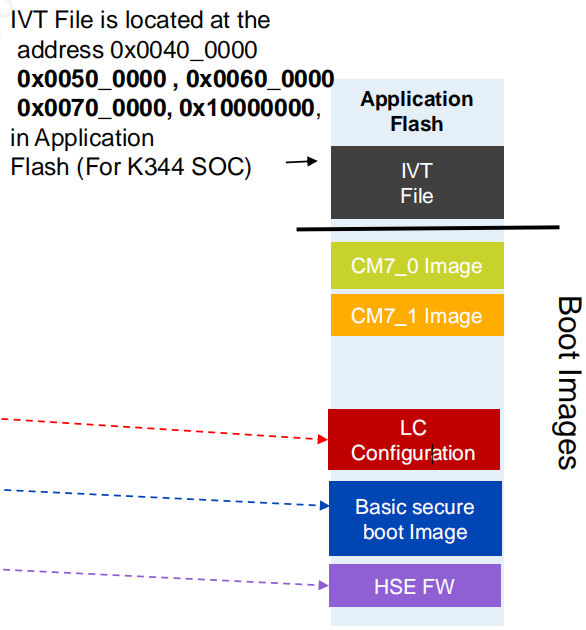 IVT File is located at the
address 0x0040_0000
0x0050_0000 , 0x0060_0000
0x0070_0000, 0x10000000,
in Application
Flash (For K344 SOC)
Application
Flash
IVT
File
CM7_0 Image
CM7_1 Image
LC
Configuration
Basic secure
boot Image
HSE FW
Boot Images